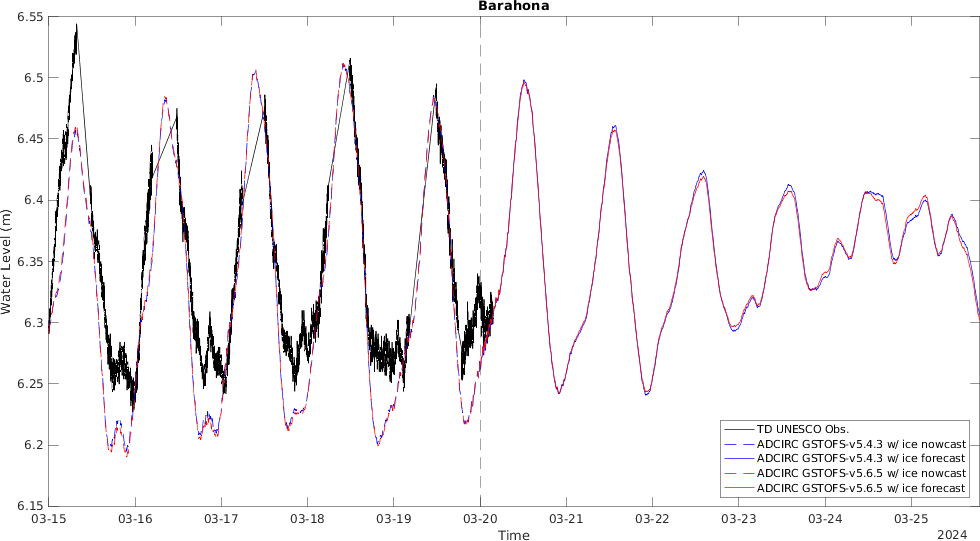 Barahona
6.55
6.5
6.45
6.4
6.35
6.3
6.25
6.2
6.15
Water Level (m)
TD UNESCO Obs.
ADCIRC GSTOFS-v5.4.3 w/ ice nowcast
ADCIRC GSTOFS-v5.4.3 w/ ice forecast
ADCIRC GSTOFS-v5.6.5 w/ ice nowcast
ADCIRC GSTOFS-v5.6.5 w/ ice forecast
03-15 03-16 03-17 03-18 03-19 03-20 03-21 03-22 03-23 03-24 03-25
Time
2024